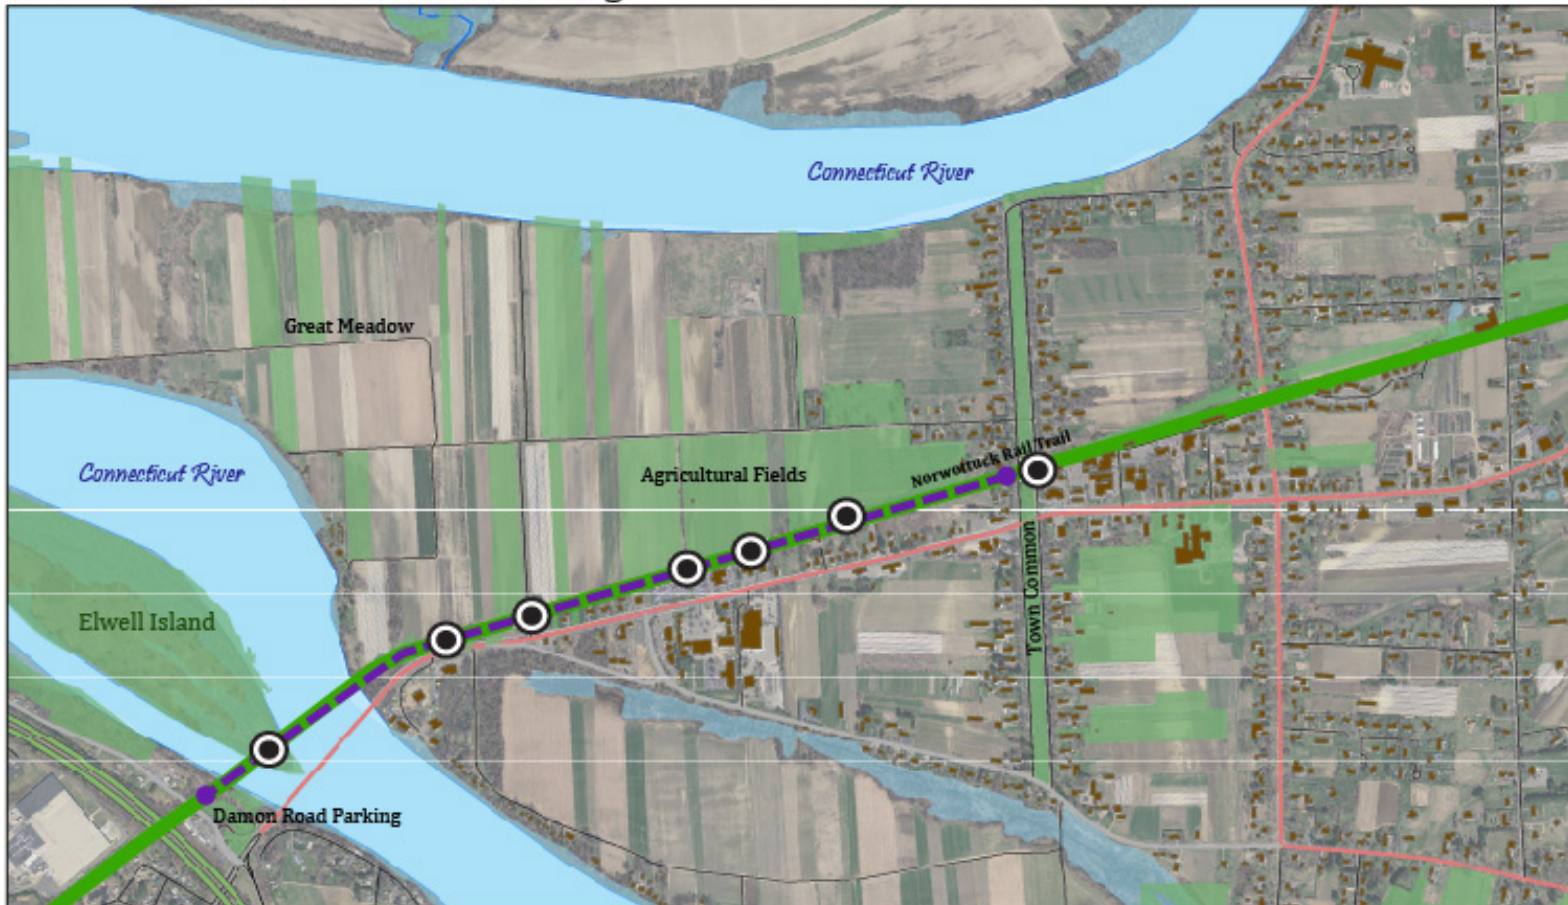 Connecticut River
Great Meadow
Connecticut River
Agricultural Fields
Norwottuck Rail Trail
Town Common
Elwell Island
Damon Road Parking